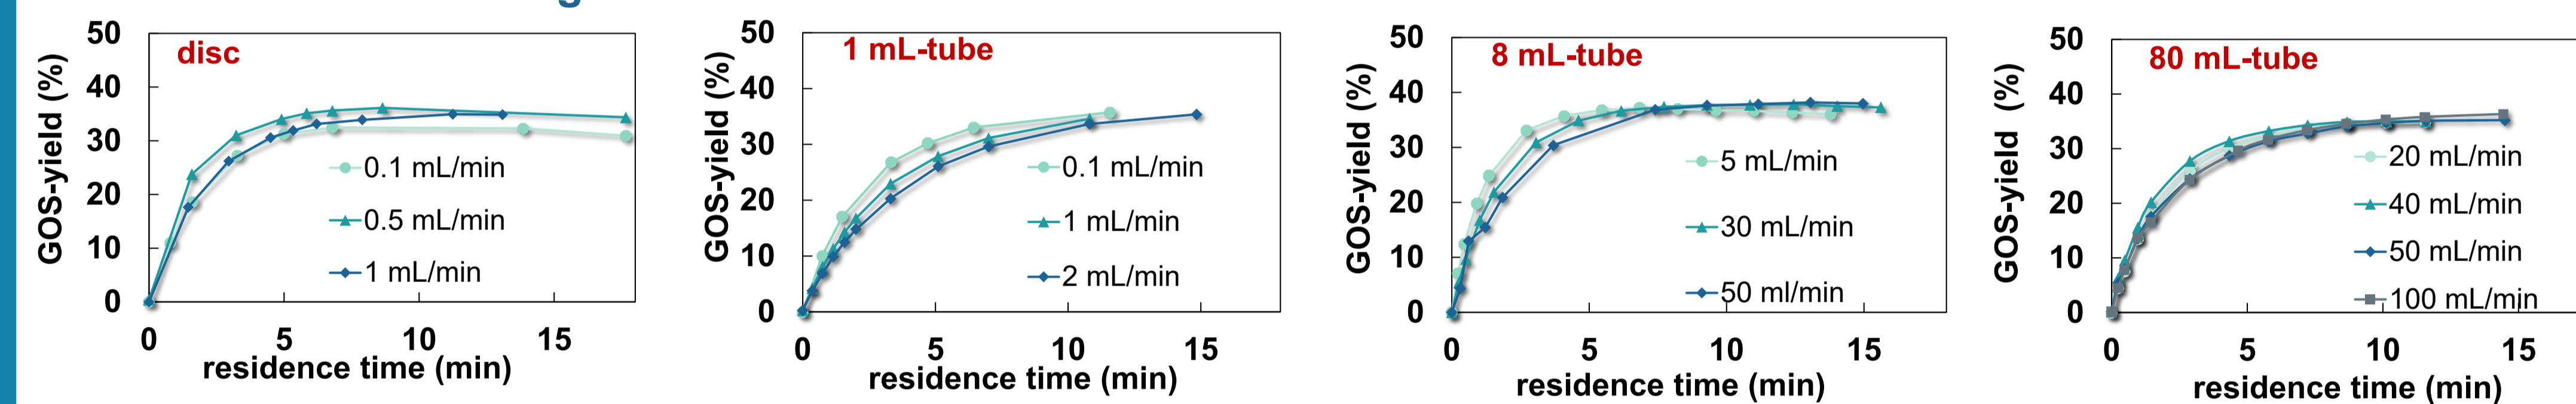 g
disc
GOS-yield (%)
50
40
30
20
10
0
0 5 10 15
residence time (min)
0.1 mL/min
0.5 mL/min
1 mL/min
1 mL-tube
GOS-yield (%)
50
40
30
20
10
0
0 5 10 15
residence time (min)
0.1 mL/min
1 mL/min
2 mL/min
8 mL-tube
GOS-yield (%)
50
40
30
20
10
0
0 5 10 15
residence time (min)
5 mL/min
30 mL/min
50 ml/min
80 mL-tube
GOS-yield (%)
50
40
30
20
10
0
0 5 10 15
residence time (min)
20 mL/min
40 mL/min
50 mL/min
100 mL/min